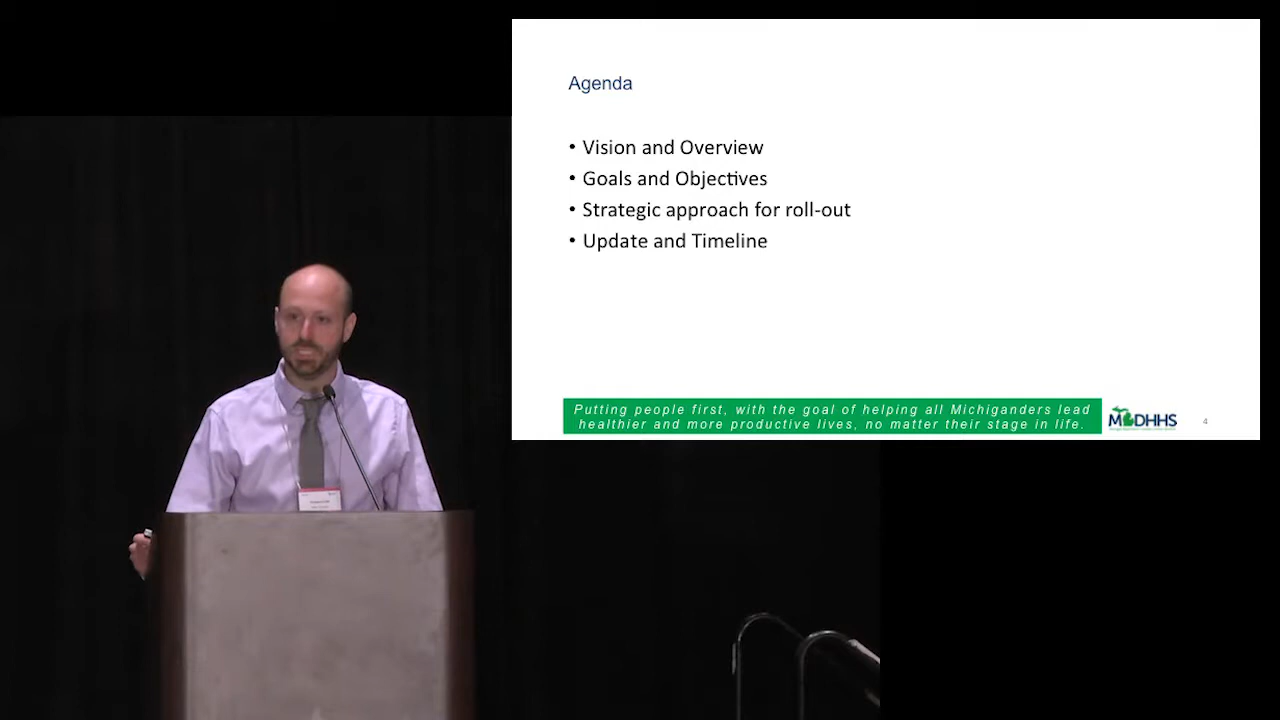 Agenda
• Vision and Overview
• Goals and Objectives
• Strategic approach for roll-out
• Update and Timeline
Putting people first, with the goal of helping all Michiganders lead
healthier and more productive lives, no matter their stage in life.
MDHHS
4